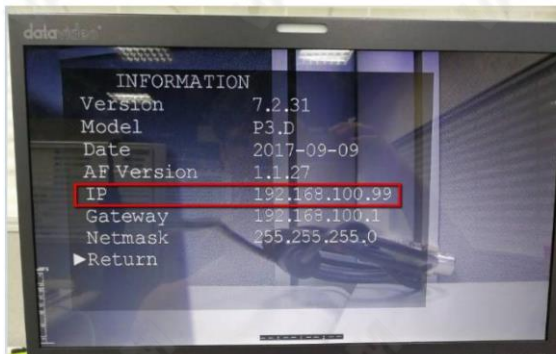 datavideo
INFORMATION
Version 7.2.31
Model P3.D
Date 2017-09-09
AF Version 1.1.27
IP 192.168.100.99
Gateway 192.168.100.1
Netmask 255.255.255.0
▶Return